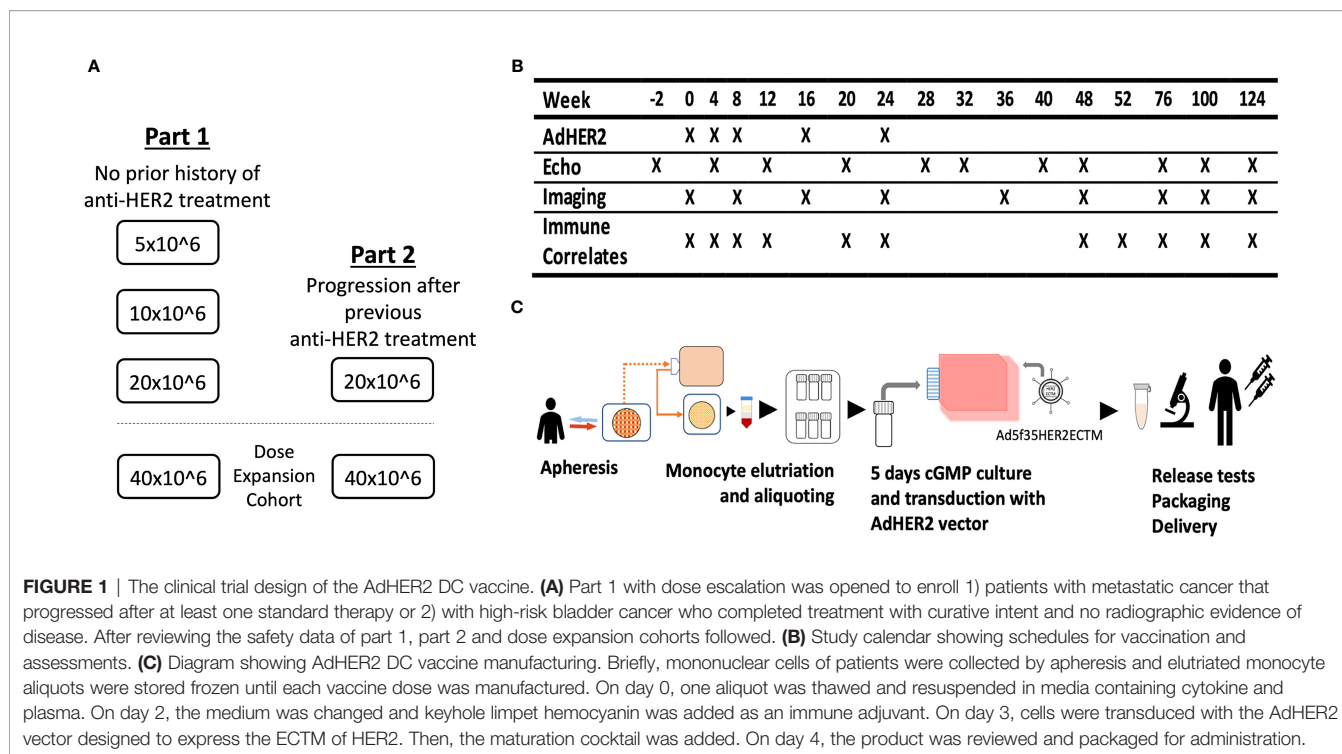 A
Part 1
No prior history of
anti-HER2 treatment
5x10^6
10x10^6
20x10^6
40x10^6
Dose
Expansion
Cohort
Part 2
Progression after
previous
anti-HER2 treatment
20x10^6
40x10^6
B
Week -2 0 4 8 12 16 20 24 28 32 36 40 48 52 76 100 124
AdHER2 X X X X X
Echo X X X X X X X X X X X
Imaging X X X X X X X X X
Immune
Correlates X X X X X X X X X X X
C
Apheresis
Monocyte elutriation
and aliquoting
HER2
ECTM
Ad5f35HER2ECTM
5 days cGMP culture
and transduction with
AdHER2 vector
Release tests
Packaging
Delivery
FIGURE 1 | The clinical trial design of the AdHER2 DC vaccine. (A) Part 1 with dose escalation was opened to enroll 1) patients with metastatic cancer that
progressed after at least one standard therapy or 2) with high-risk bladder cancer who completed treatment with curative intent and no radiographic evidence of
disease. After reviewing the safety data of part 1, part 2 and dose expansion cohorts followed. (B) Study calendar showing schedules for vaccination and
assessments. (C) Diagram showing AdHER2 DC vaccine manufacturing. Briefly, mononuclear cells of patients were collected by apheresis and elutriated monocyte
aliquots were stored frozen until each vaccine dose was manufactured. On day 0, one aliquot was thawed and resuspended in media containing cytokine and
plasma. On day 2, the medium was changed and keyhole limpet hemocyanin was added as an immune adjuvant. On day 3, cells were transduced with the AdHER2
vector designed to express the ECTM of HER2. Then, the maturation cocktail was added. On day 4, the product was reviewed and packaged for administration.